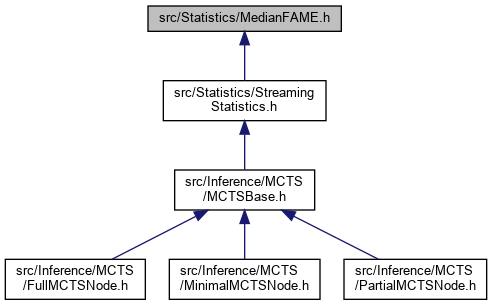 src/Statistics/MedianFAME.h
src/Statistics/Streaming
Statistics.h
src/Inference/MCTS
/MCTSBase.h
src/Inference/MCTS
/FullMCTSNode.h
src/Inference/MCTS
/MinimalMCTSNode.h
src/Inference/MCTS
/PartialMCTSNode.h